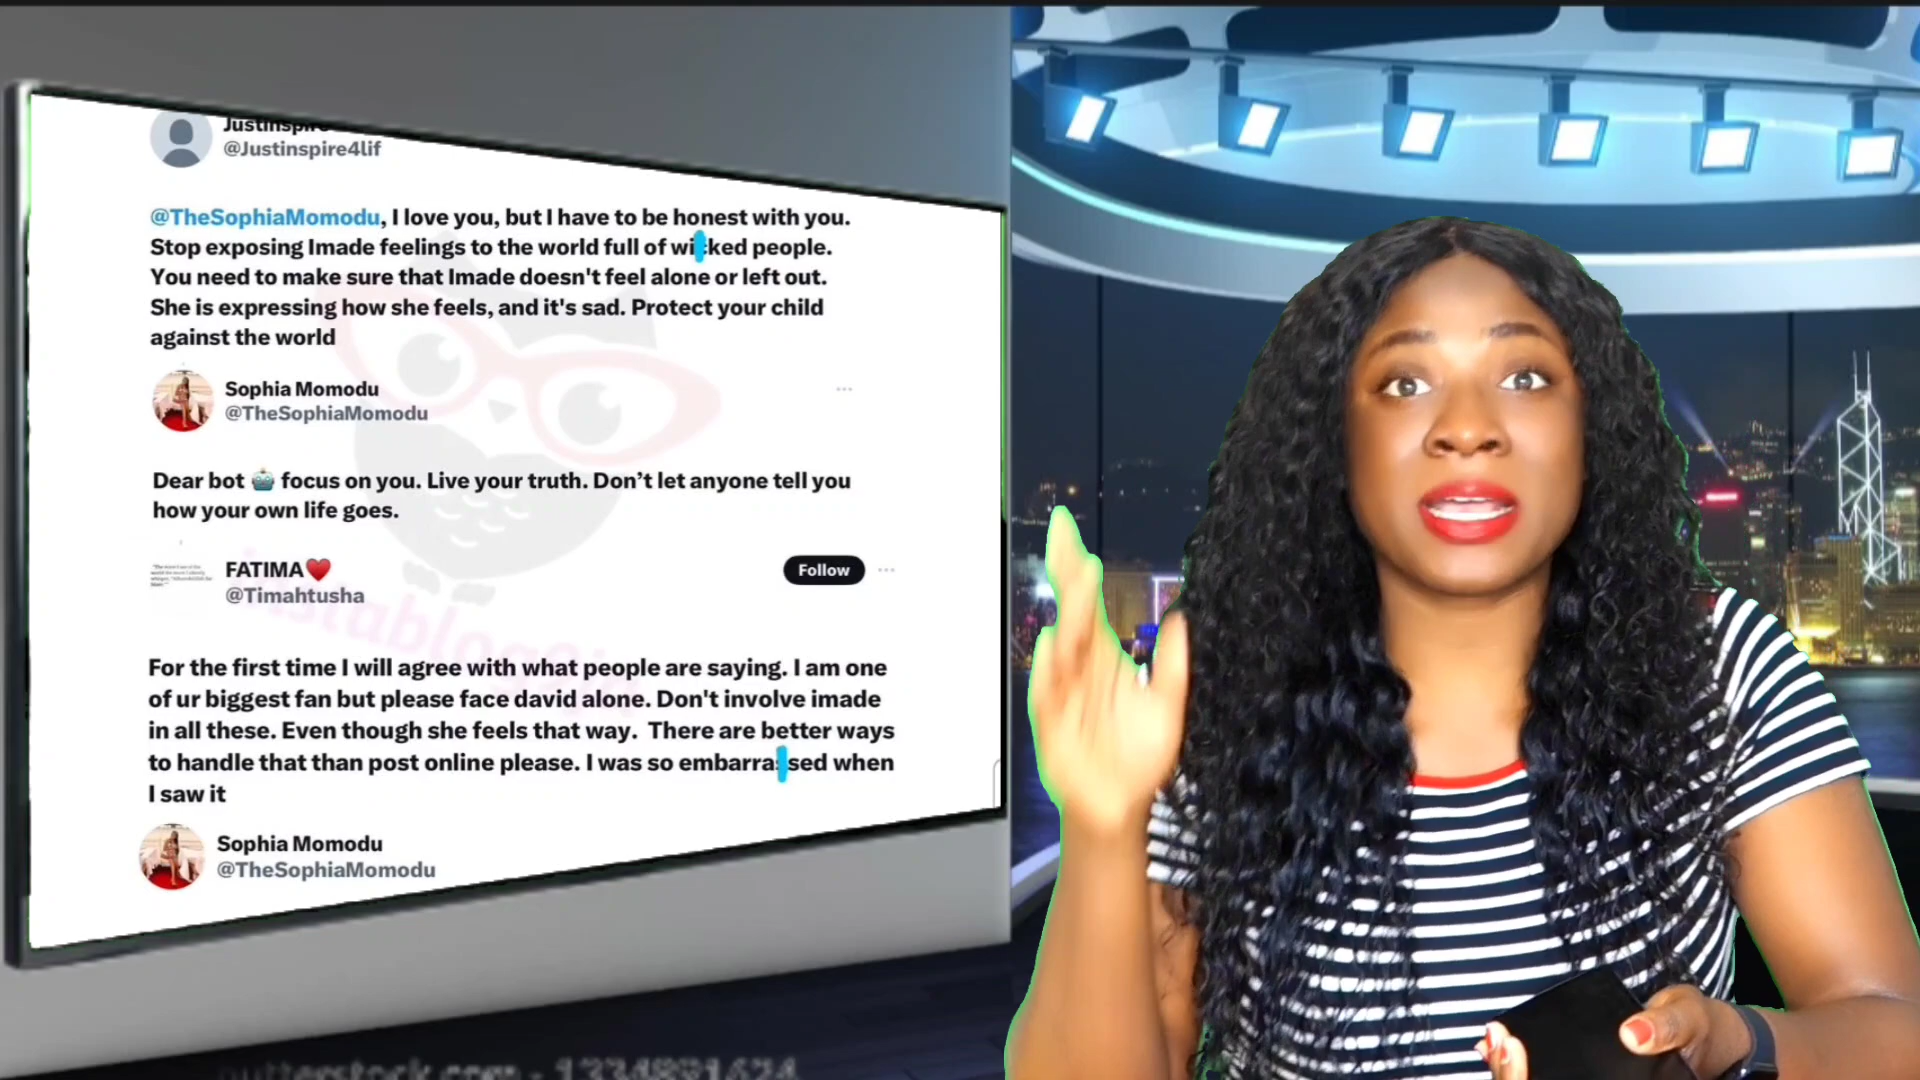 Justinspire
@Justinspire4lif
@TheSophiaMomodu, I love you, but I have to be honest with you.
Stop exposing Imade feelings to the world full of wicked people.
You need to make sure that Imade doesn't feel alone or left out.
She is expressing how she feels, and it's sad. Protect your child
against the world
Sophia Momodu
@TheSophiaMomodu
Dear bot 🤖 focus on you. Live your truth. Don’t let anyone tell you
how your own life goes.
FATIMA♥️
Follow
@Timahtusha
For the first time I will agree with what people are saying. I am one
of ur biggest fan but please face david alone. Don't involve imade
in all these. Even though she feels that way. There are better ways
to handle that than post online please. I was so embarrassed when
I saw it
Sophia Momodu
@TheSophiaMomodu